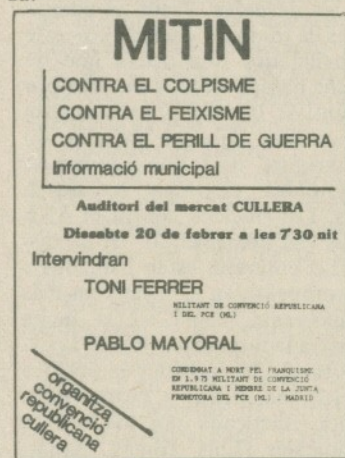 MITIN
CONTRA EL COLPISME
CONTRA EL FEIXISME
CONTRA EL PERILL DE GUERRA
Informació municipal
Auditori del mercat CULLERA
Dissabte 20 de febrer a les 7'30 nit
Intervindran
TONI FERRER
MILITANT DE CONVENCIÓ REPUBLICANA
I DEL PCE (ML)
PABLO MAYORAL
CONDEMNAT A MORT PEL FRANQUISME
EN 1.975 MILITANT DE CONVENCIÓ
REPUBLICANA I MEMBRE DE LA JUNTA
PROMOTORA DEL PCE (ML) . MADRID
organitza
convenció
republicana
cullera